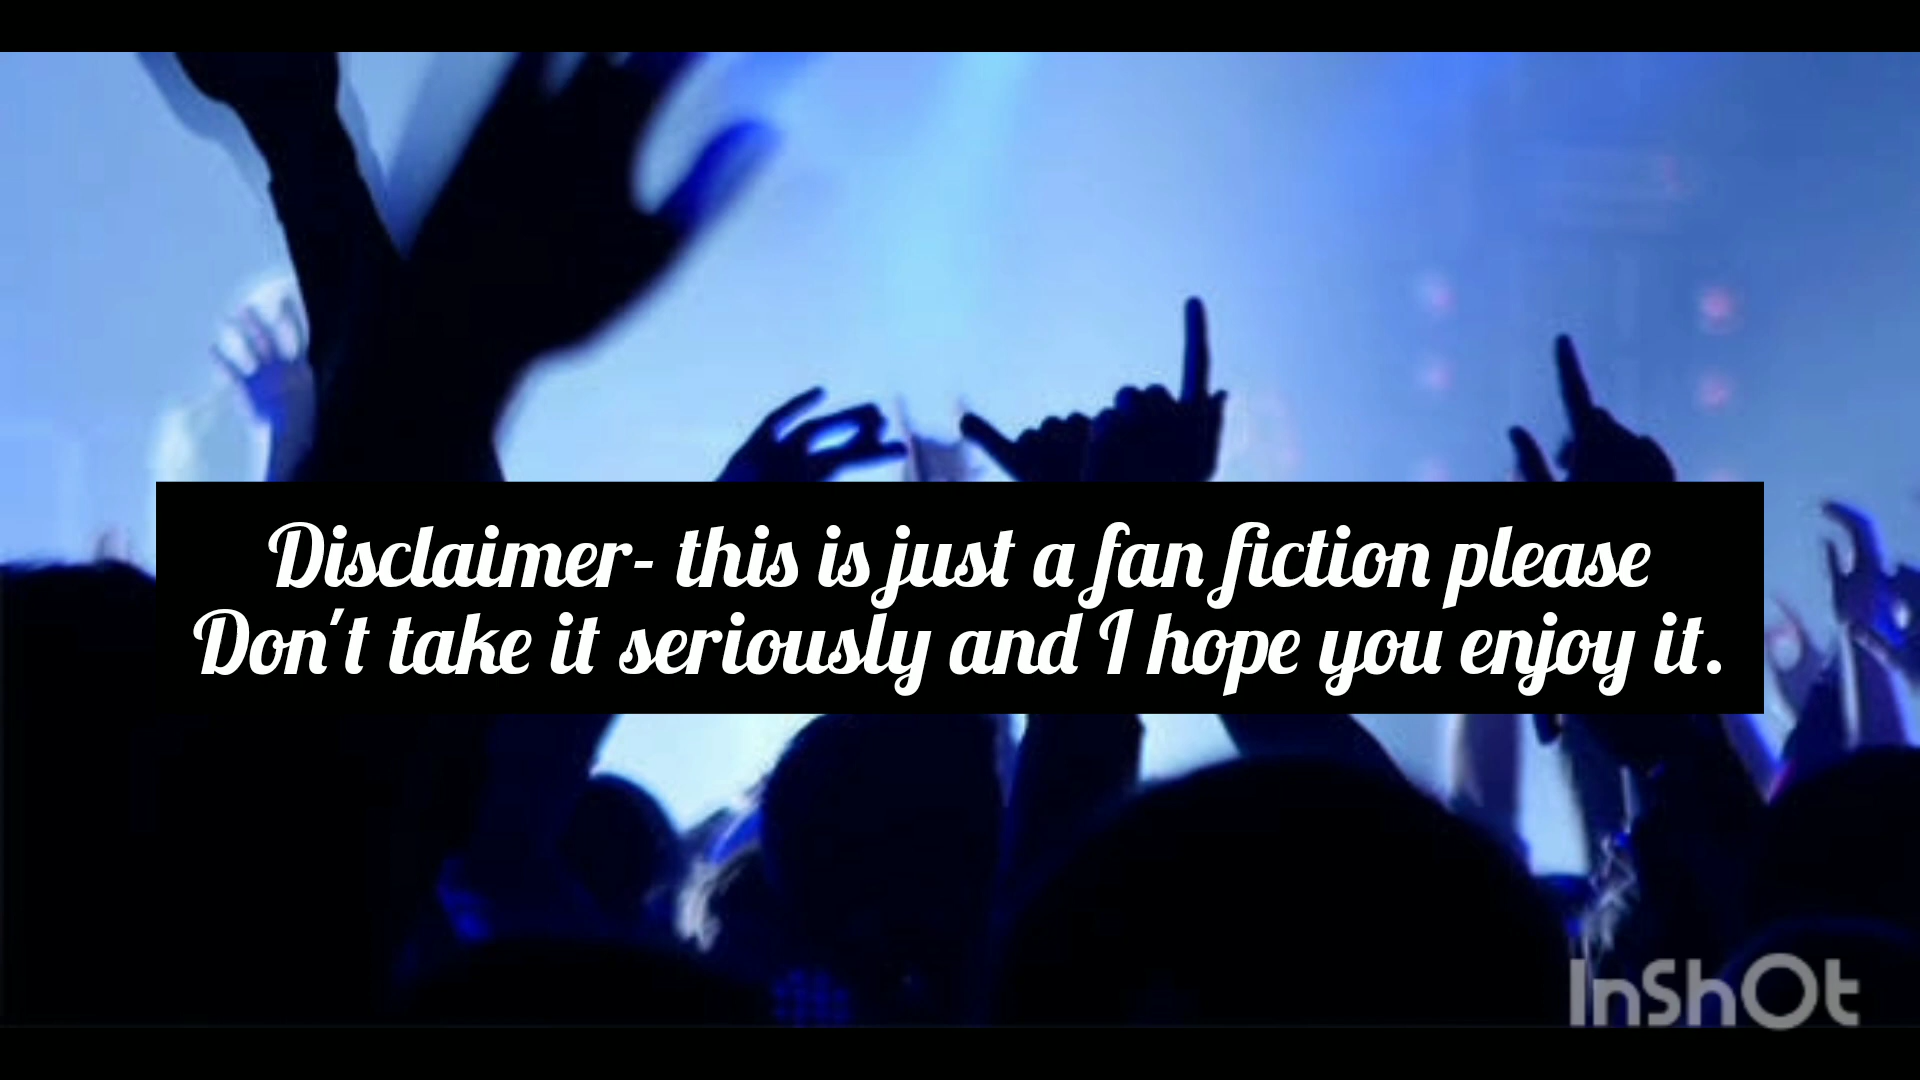 Disclaimer- this is just a fan fiction please
Don't take it seriously and I hope you enjoy it.
InShOt